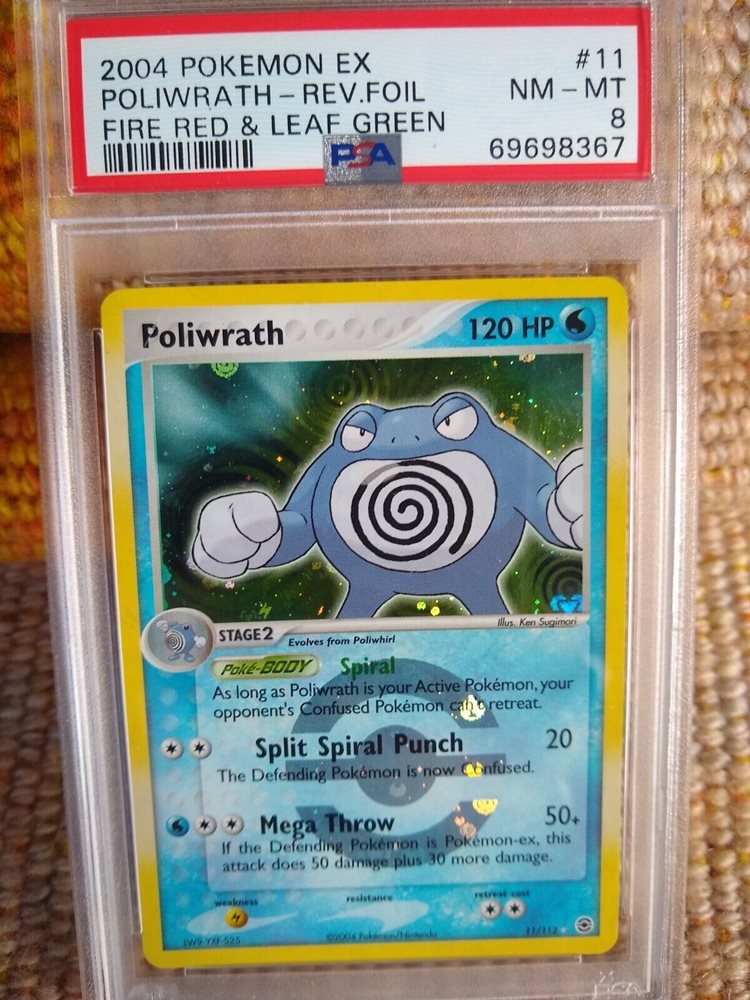 2004 POKEMON EX #11
POLIWRATH - REV.FOIL NM - MT
FIRE RED & LEAF GREEN 8
PSA 69698367
Poliwrath 120 HP
Illus. Ken Sugimori
STAGE2 Evolves from Poliwhirl
Poké-BODY Spiral
As long as Poliwrath is your Active Pokémon, your
opponent's Confused Pokémon can't retreat.
Split Spiral Punch 20
The Defending Pokémon is now Confused.
Mega Throw 50+
If the Defending Pokémon is Pokémon-ex, this
attack does 50 damage plus 30 more damage.
weakness resistance retreat cost
©2004 Pokémon/Nintendo 11/112